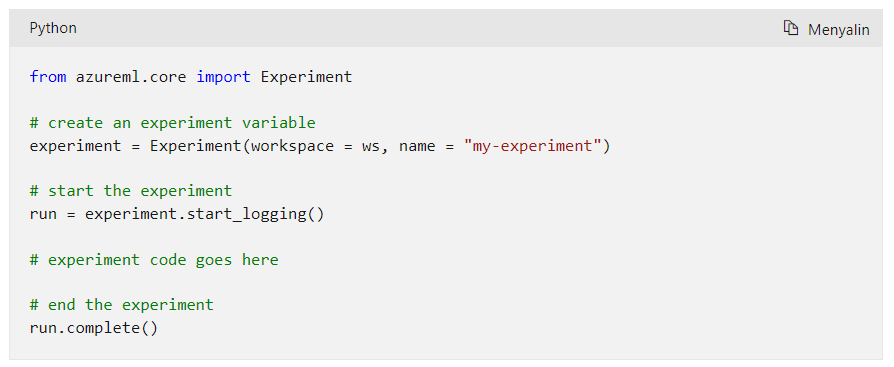 Python
Menyalin
from azureml.core import Experiment
# create an experiment variable
experiment = Experiment(workspace = ws, name = "my-experiment")
# start the experiment
run = experiment.start_logging()
# experiment code goes here
# end the experiment
run.complete()